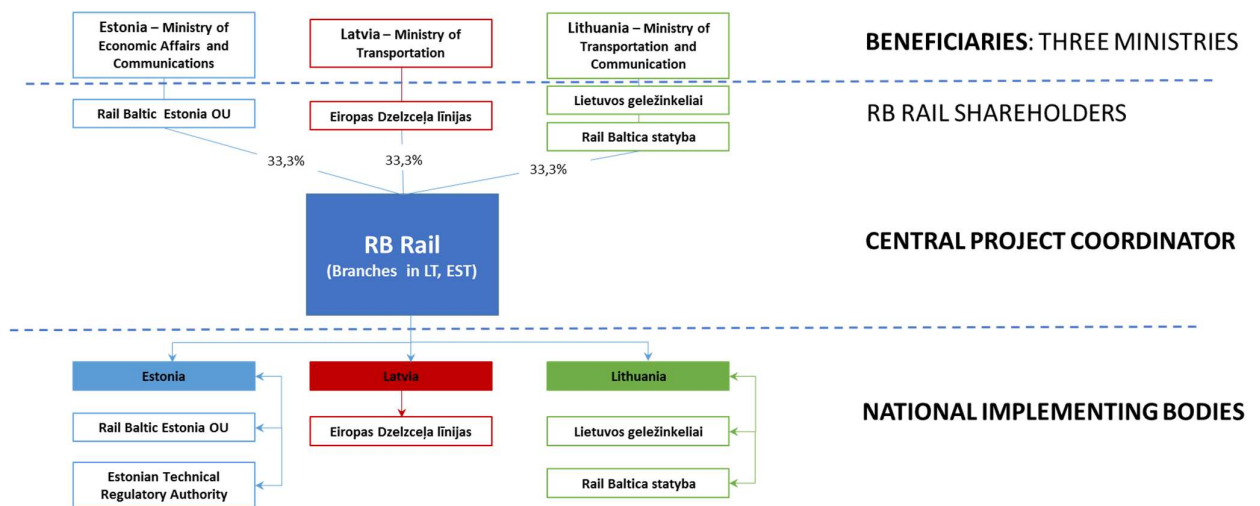 Estonia – Ministry of
Economic Affairs and
Communications
Latvia – Ministry of
Transportation
Lithuania – Ministry of
Transportation and
Communication
BENEFICIARIES: THREE MINISTRIES
Rail Baltic Estonia OU
Eiropas Dzelzceļa līnijas
Lietuvos geležinkeliai
Rail Baltica statyba
RB RAIL SHAREHOLDERS
33,3%
33,3%
33,3%
RB Rail
(Branches in LT, EST)
CENTRAL PROJECT COORDINATOR
Estonia
Latvia
Lithuania
Rail Baltic Estonia OU
Eiropas Dzelzceļa līnijas
Lietuvos geležinkeliai
NATIONAL IMPLEMENTING BODIES
Estonian Technical
Regulatory Authority
Rail Baltica statyba